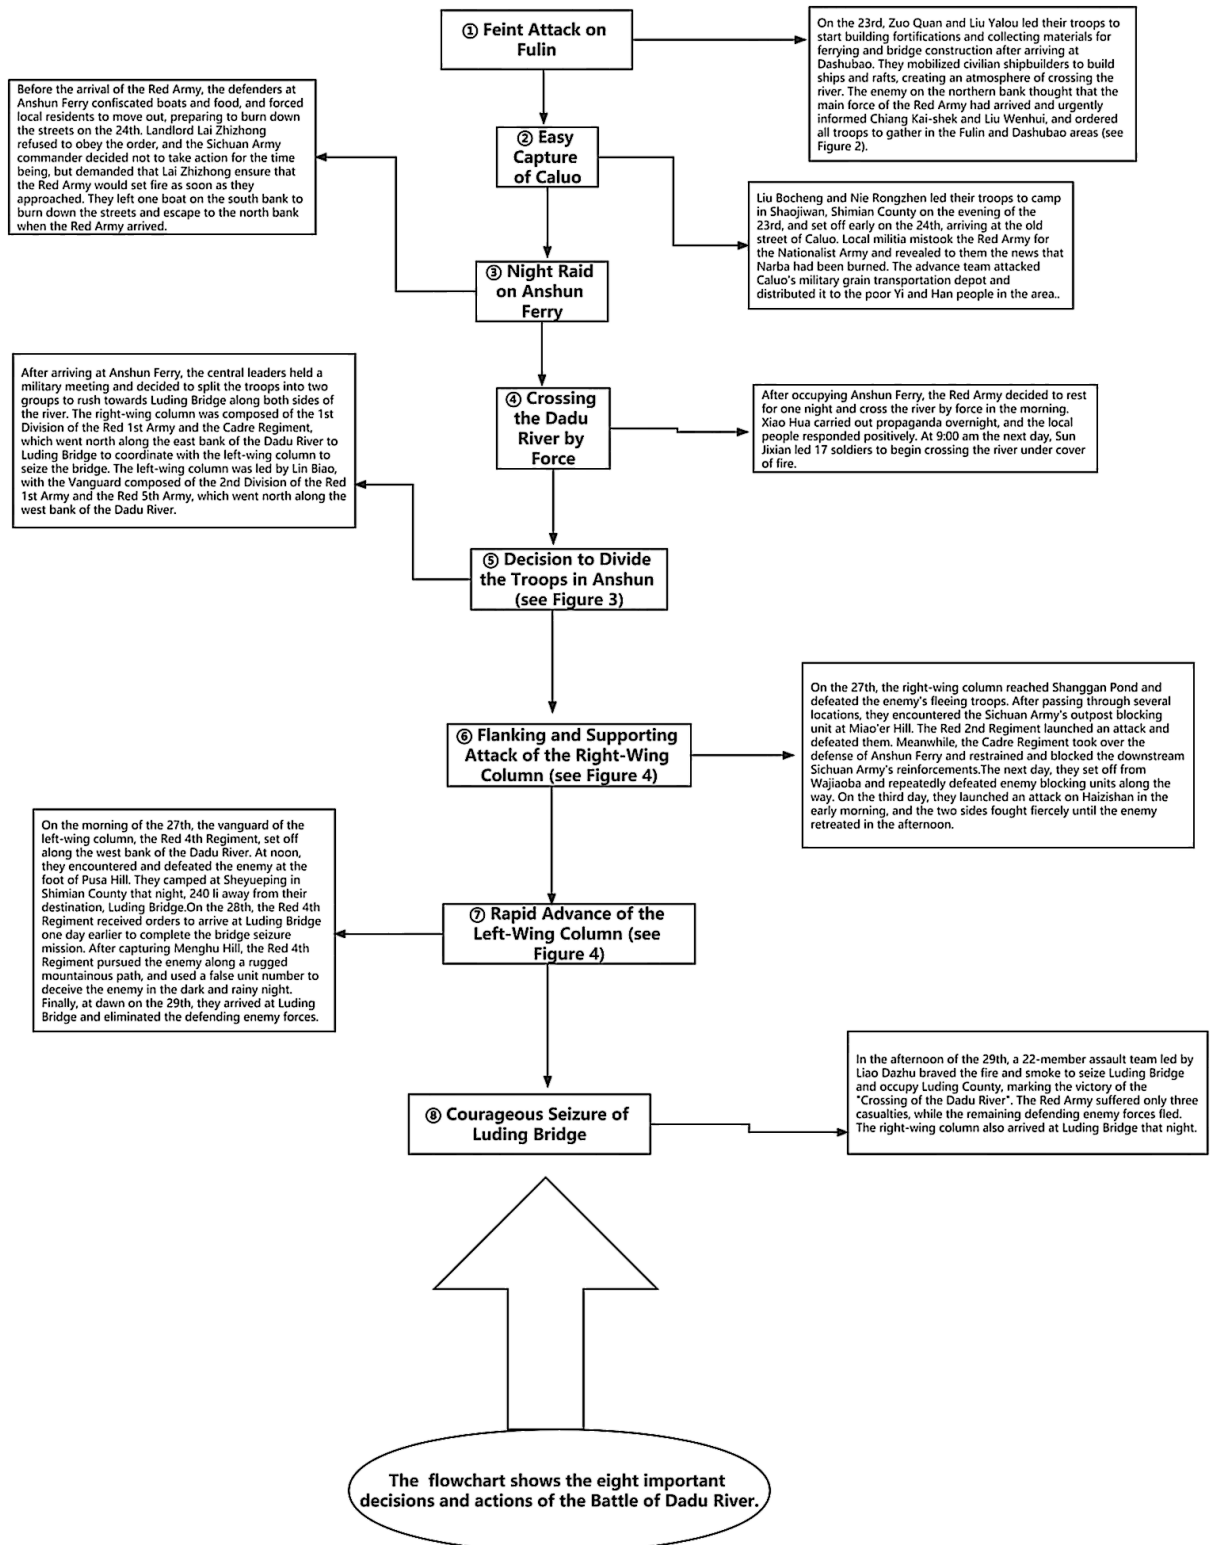 ① Feint Attack on
Fulin
On the 23rd, Zuo Quan and Liu Yalou led their troops to
start building fortifications and collecting materials for
ferrying and bridge construction after arriving at
Dashubao. They mobilized civilian shipbuilders to build
ships and rafts, creating an atmosphere of crossing the
river. The enemy on the northern bank thought that the
main force of the Red Army had arrived and urgently
informed Chiang Kai-shek and Liu Wenhui, and ordered
all troops to gather in the Fulin and Dashubao areas (see
Figure 2).
② Easy
Capture
of Caluo
Liu Bocheng and Nie Rongzhen led their troops to camp
in Shaojiwan, Shimian County on the evening of the
23rd, and set off early on the 24th, arriving at the old
street of Caluo. Local militia mistook the Red Army for
the Nationalist Army and revealed to them the news that
Narba had been burned. The advance team attacked
Caluo's military grain transportation depot and
distributed it to the poor Yi and Han people in the area..
③ Night Raid
on Anshun
Ferry
Before the arrival of the Red Army, the defenders at
Anshun Ferry confiscated boats and food, and forced
local residents to move out, preparing to burn down
the streets on the 24th. Landlord Lai Zhizhong
refused to obey the order, and the Sichuan Army
commander decided not to take action for the time
being, but demanded that Lai Zhizhong ensure that
the Red Army would set fire as soon as they
approached. They left one boat on the south bank to
burn down the streets and escape to the north bank
when the Red Army arrived.
④ Crossing
the Dadu
River by
Force
After occupying Anshun Ferry, the Red Army decided to rest
for one night and cross the river by force in the morning.
Xiao Hua carried out propaganda overnight, and the local
people responded positively. At 9:00 am the next day, Sun
Jixian led 17 soldiers to begin crossing the river under cover
of fire.
⑤ Decision to Divide
the Troops in Anshun
(see Figure 3)
After arriving at Anshun Ferry, the central leaders held a
military meeting and decided to split the troops into two
groups to rush towards Luding Bridge along both sides of
the river. The right-wing column was composed of the 1st
Division of the Red 1st Army and the Cadre Regiment,
which went north along the east bank of the Dadu River to
Luding Bridge to coordinate with the left-wing column to
seize the bridge. The left-wing column was led by Lin Biao,
with the Vanguard composed of the 2nd Division of the Red
1st Army and the Red 5th Army, which went north along the
west bank of the Dadu River.
⑥ Flanking and Supporting
Attack of the Right-Wing
Column (see Figure 4)
On the 27th, the right-wing column reached Shanggan Pond and
defeated the enemy's fleeing troops. After passing through several
locations, they encountered the Sichuan Army's outpost blocking
unit at Miao'er Hill. The Red 2nd Regiment launched an attack and
defeated them. Meanwhile, the Cadre Regiment took over the
defense of Anshun Ferry and restrained and blocked the downstream
Sichuan Army's reinforcements.The next day, they set off from
Wajiaoba and repeatedly defeated enemy blocking units along the
way. On the third day, they launched an attack on Haizishan in the
early morning, and the two sides fought fiercely until the enemy
retreated in the afternoon.
⑦ Rapid Advance of the
Left-Wing Column (see
Figure 4)
On the morning of the 27th, the vanguard of the
left-wing column, the Red 4th Regiment, set off
along the west bank of the Dadu River. At noon,
they encountered and defeated the enemy at the
foot of Pusa Hill. They camped at Sheyueping in
Shimian County that night, 240 li away from their
destination, Luding Bridge.On the 28th, the Red 4th
Regiment received orders to arrive at Luding Bridge
one day earlier to complete the bridge seizure
mission. After capturing Menghu Hill, the Red 4th
Regiment pursued the enemy along a rugged
mountainous path, and used a false unit number to
deceive the enemy in the dark and rainy night.
Finally, at dawn on the 29th, they arrived at Luding
Bridge and eliminated the defending enemy forces.
⑧ Courageous Seizure of
Luding Bridge
In the afternoon of the 29th, a 22-member assault team led by
Liao Dazhu braved the fire and smoke to seize Luding Bridge
and occupy Luding County, marking the victory of the
"Crossing of the Dadu River". The Red Army suffered only three
casualties, while the remaining defending enemy forces fled.
The right-wing column also arrived at Luding Bridge that night.
The flowchart shows the eight important
decisions and actions of the Battle of Dadu River.